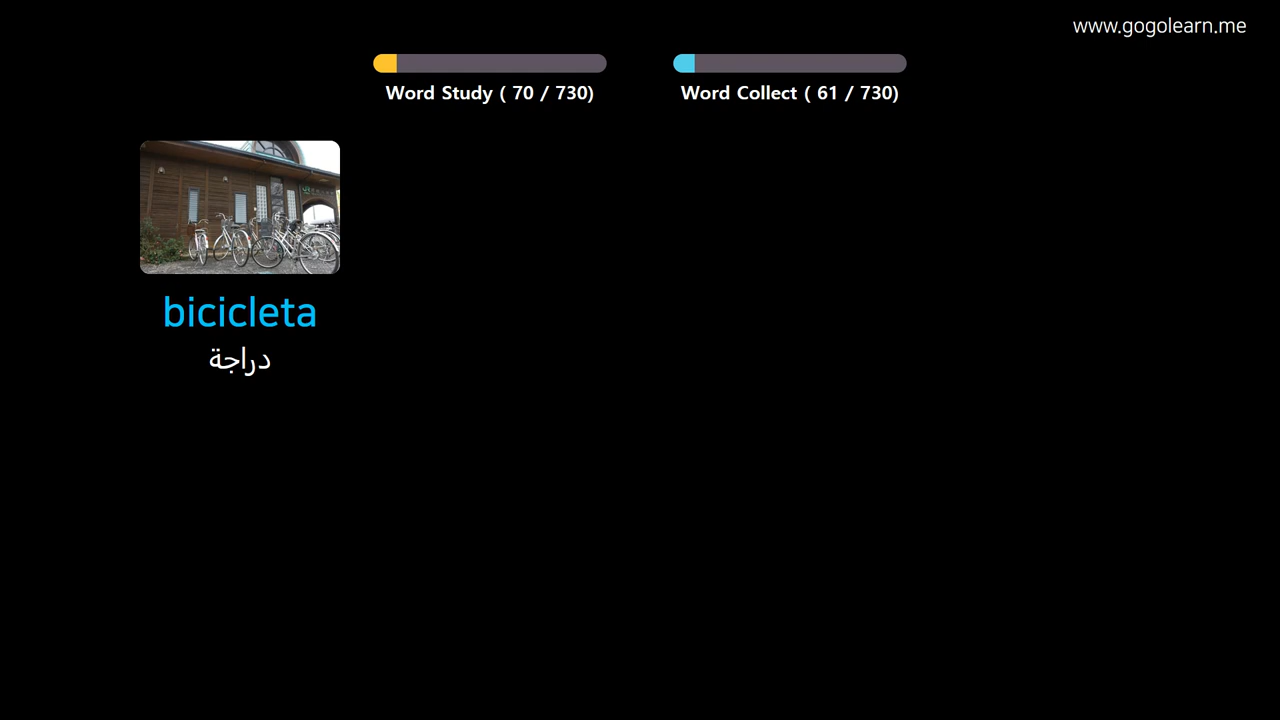 www.gogolearn.me
Word Study ( 70 / 730)
Word Collect ( 61 / 730)
bicicleta
دراجة